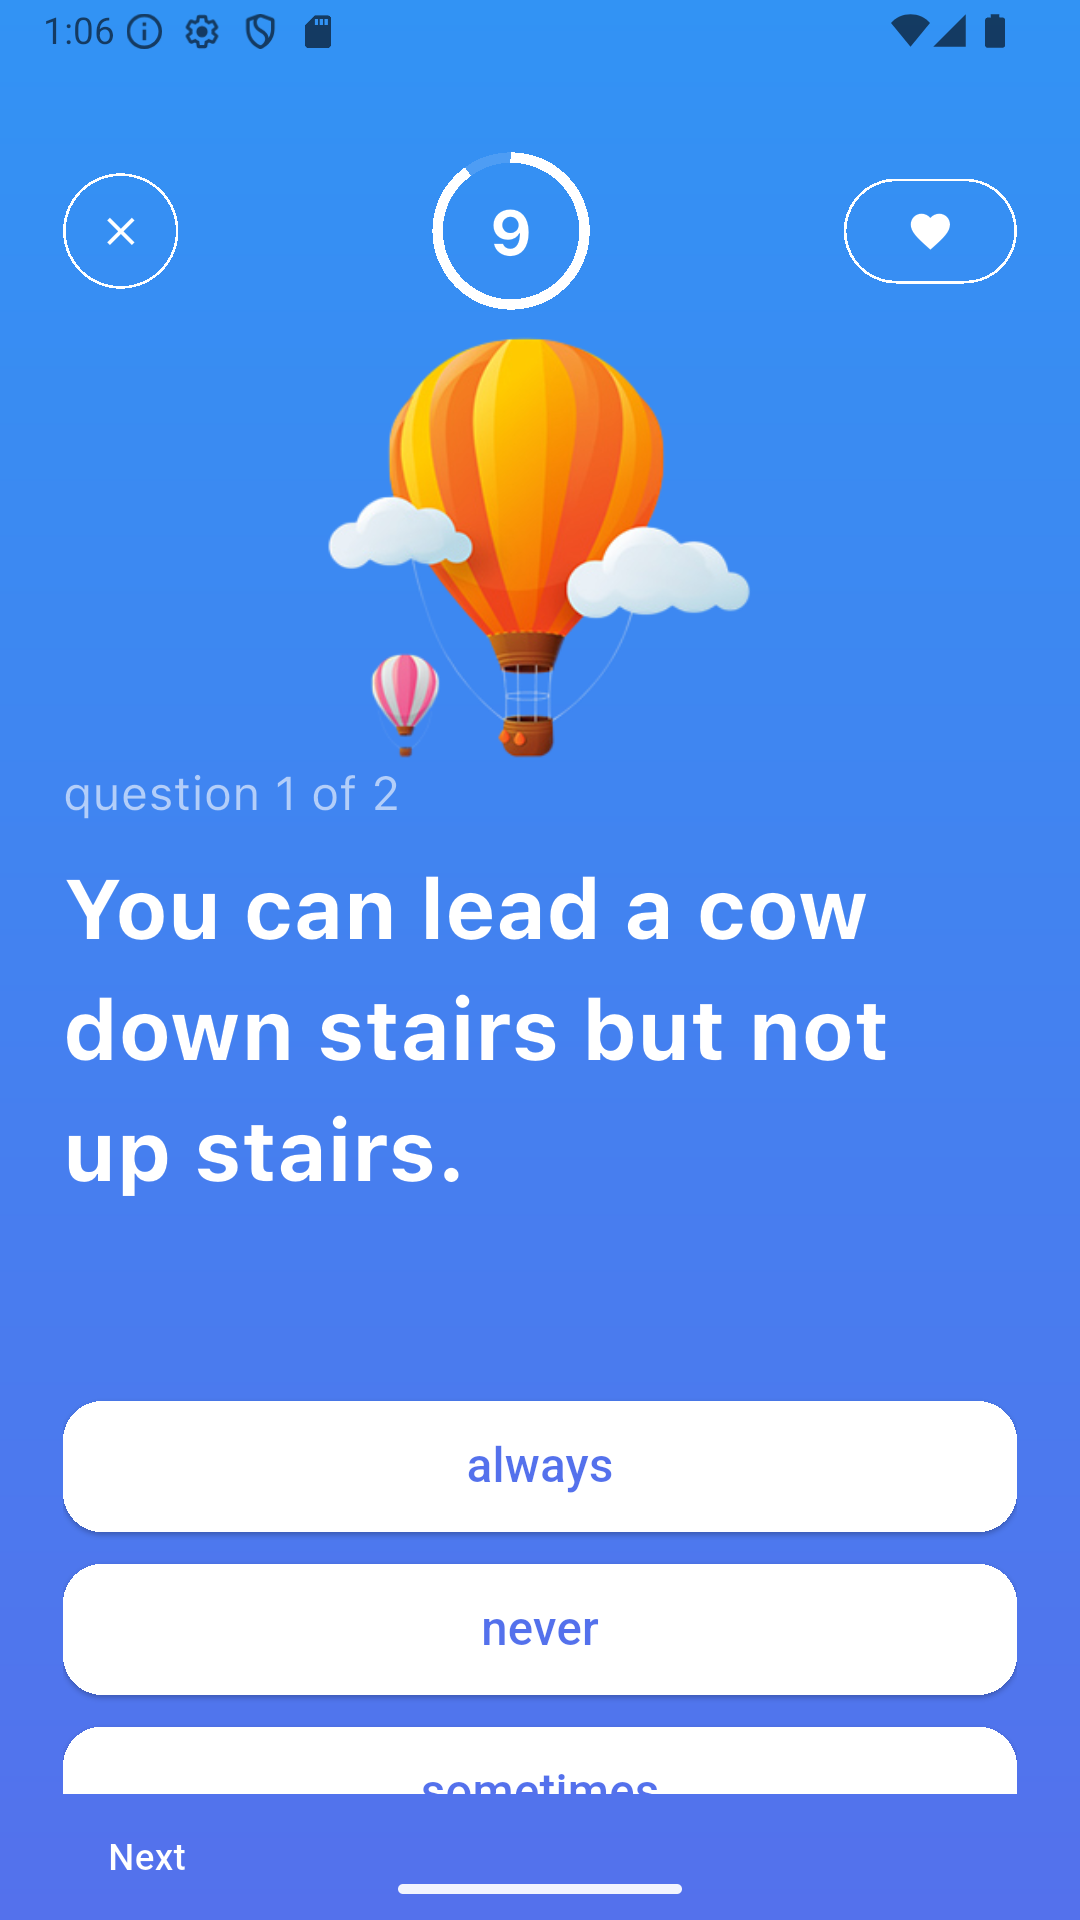 1:06
9
question 1 of 2
You can lead a cow
down stairs but not
up stairs.
always
never
sometimes
Next